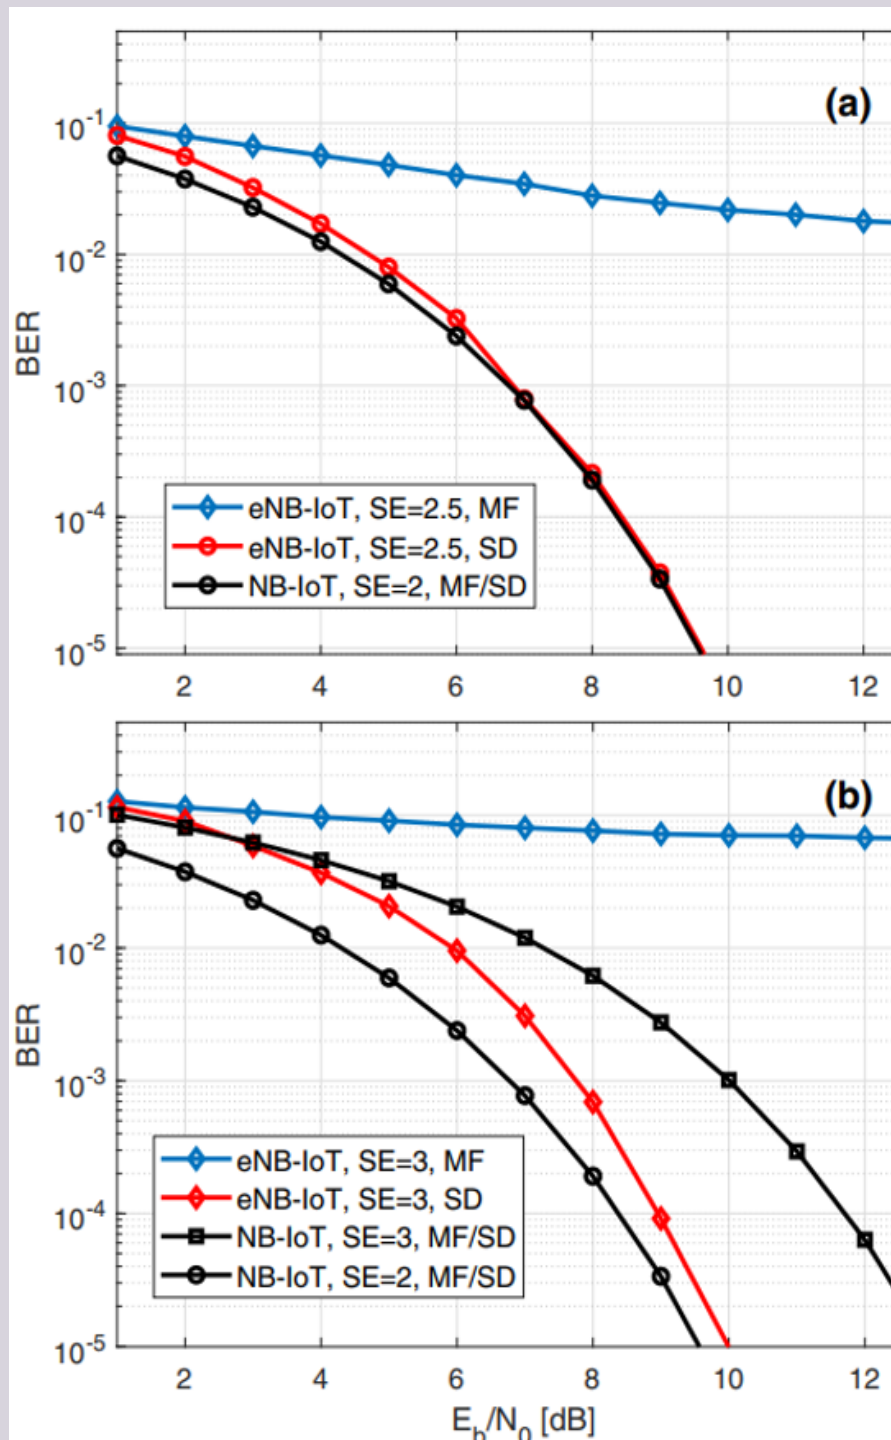 (a)
10^-1
10^-2
BER
10^-3
eNB-IoT, SE=2.5, MF
10^-4
eNB-IoT, SE=2.5, SD
NB-IoT, SE=2, MF/SD
10^-5
2 4 6 8 10 12
(b)
10^-1
10^-2
BER
10^-3
eNB-IoT, SE=3, MF
eNB-IoT, SE=3, SD
10^-4
NB-IoT, SE=3, MF/SD
NB-IoT, SE=2, MF/SD
10^-5
2 4 6 8 10 12
E_b/N_0 [dB]